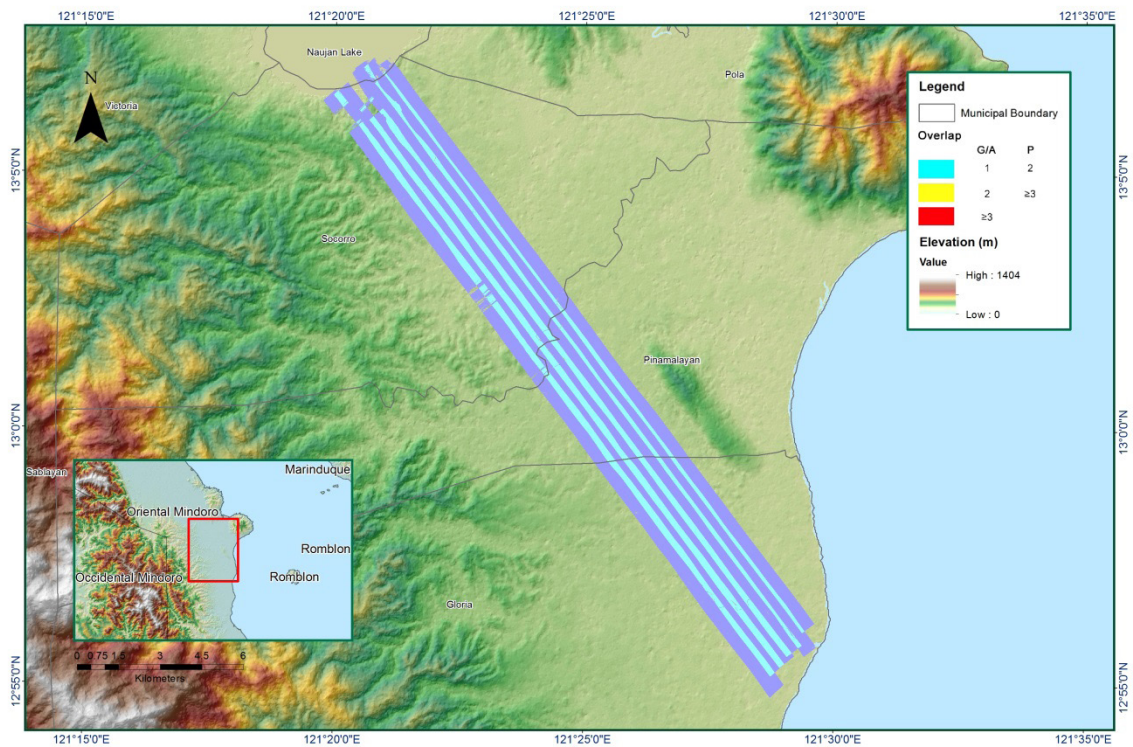 121°15'0"E
121°20'0"E
121°25'0"E
121°30'0"E
121°35'0"E
Naujan Lake
Pola
N
Victoria
13°5'0"N
13°5'0"N
Socorro
Legend
Municipal Boundary
Overlap
G/A P
1 2
2 ≥3
≥3
Elevation (m)
Value
High : 1404
Low : 0
Pinamalayan
13°0'0"N
13°0'0"N
Sablayan
Marinduque
Oriental Mindoro
Romblon
Occidental Mindoro
Romblon
Gloria
0 0.75 1.5 3 4.5 6
Kilometers
12°55'0"N
12°55'0"N
121°15'0"E
121°20'0"E
121°25'0"E
121°30'0"E
121°35'0"E